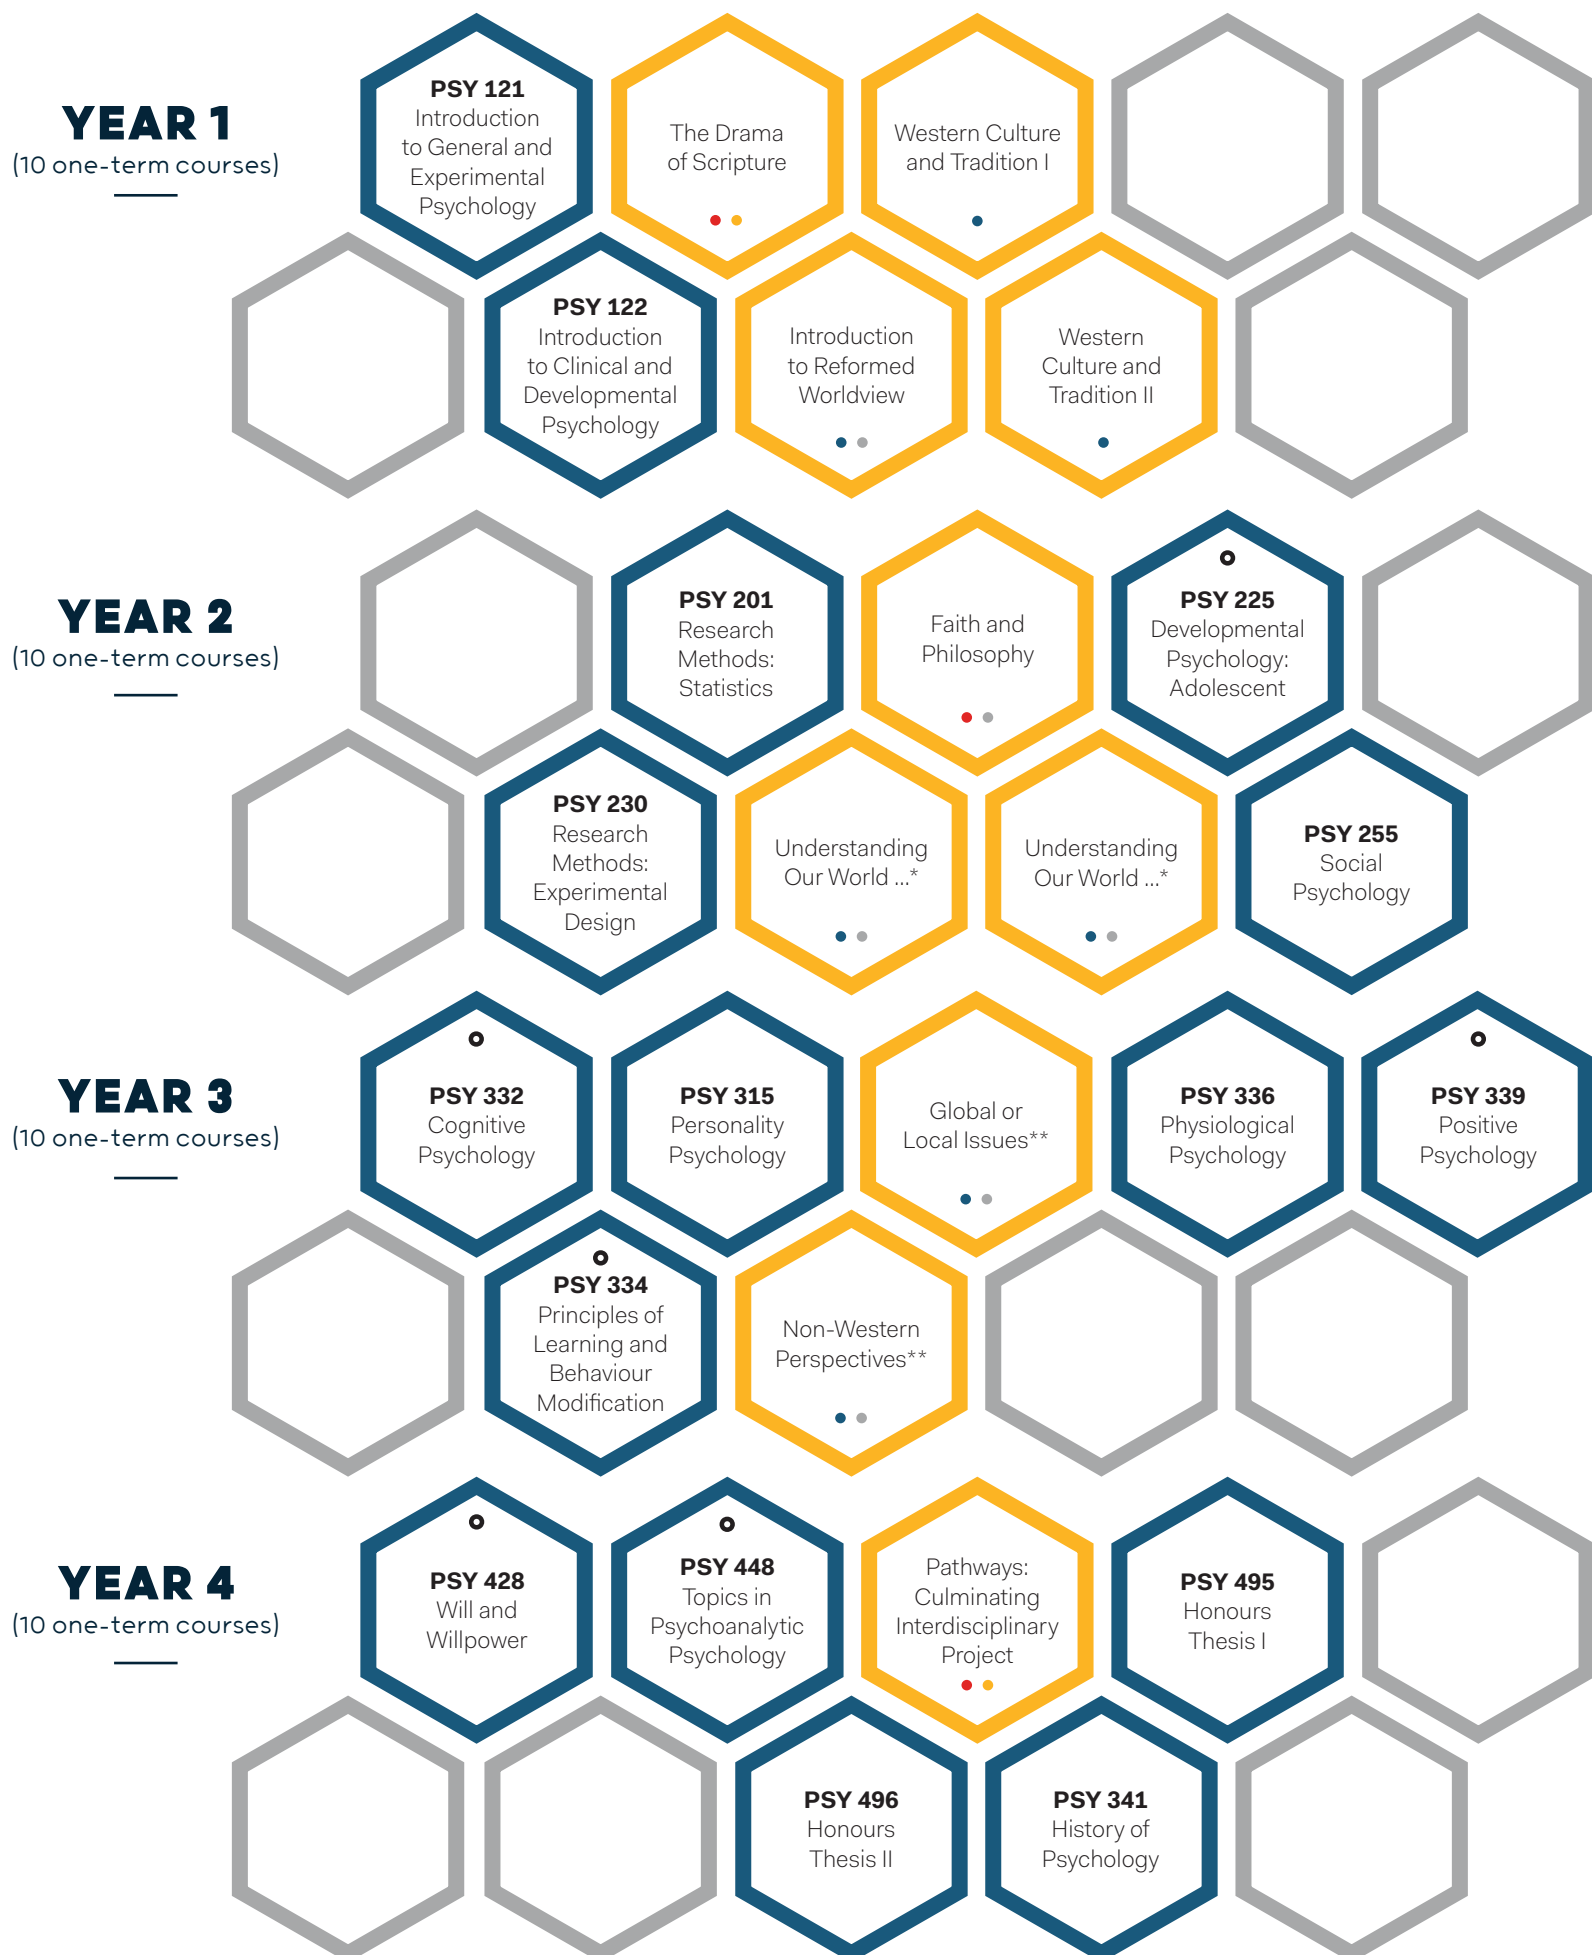 YEAR 1
(10 one-term courses)
PSY 121
Introduction
to General and
Experimental
Psychology
The Drama
of Scripture
Western Culture
and Tradition I
PSY 122
Introduction
to Clinical and
Developmental
Psychology
Introduction
to Reformed
Worldview
Western
Culture and
Tradition II
YEAR 2
(10 one-term courses)
PSY 201
Research
Methods:
Statistics
Faith and
Philosophy
PSY 225
Developmental
Psychology:
Adolescent
PSY 230
Research
Methods:
Experimental
Design
Understanding
Our World ...*
Understanding
Our World ...*
PSY 255
Social
Psychology
YEAR 3
(10 one-term courses)
PSY 332
Cognitive
Psychology
PSY 315
Personality
Psychology
Global or
Local Issues**
PSY 336
Physiological
Psychology
PSY 339
Positive
Psychology
PSY 334
Principles of
Learning and
Behaviour
Modification
Non-Western
Perspectives**
YEAR 4
(10 one-term courses)
PSY 428
Will and
Willpower
PSY 448
Topics in
Psychoanalytic
Psychology
Pathways:
Culminating
Interdisciplinary
Project
PSY 495
Honours
Thesis I
PSY 496
Honours
Thesis II
PSY 341
History of
Psychology